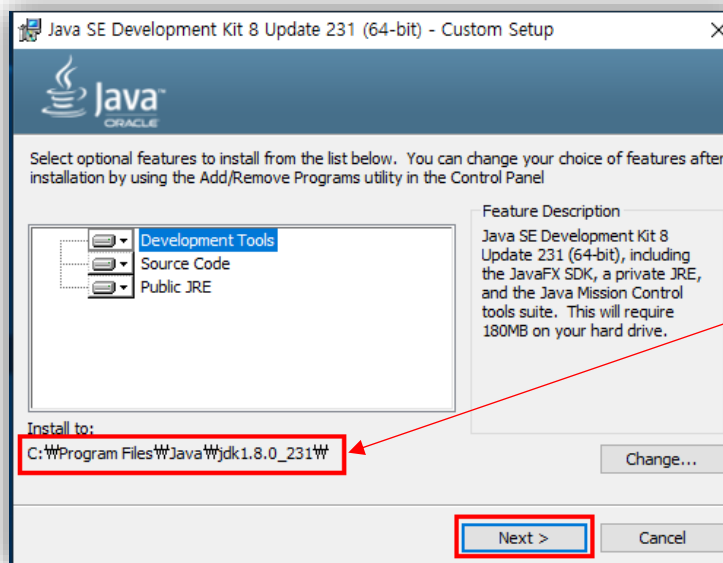 Java SE Development Kit 8 Update 231 (64-bit) - Custom Setup
Java
ORACLE
Select optional features to install from the list below. You can change your choice of features after
installation by using the Add/Remove Programs utility in the Control Panel
Development Tools
Source Code
Public JRE
Feature Description
Java SE Development Kit 8
Update 231 (64-bit), including
the JavaFX SDK, a private JRE,
and the Java Mission Control
tools suite. This will require
180MB on your hard drive.
Install to:
C:₩Program Files₩Java₩jdk1.8.0_231₩
Change...
Next >
Cancel